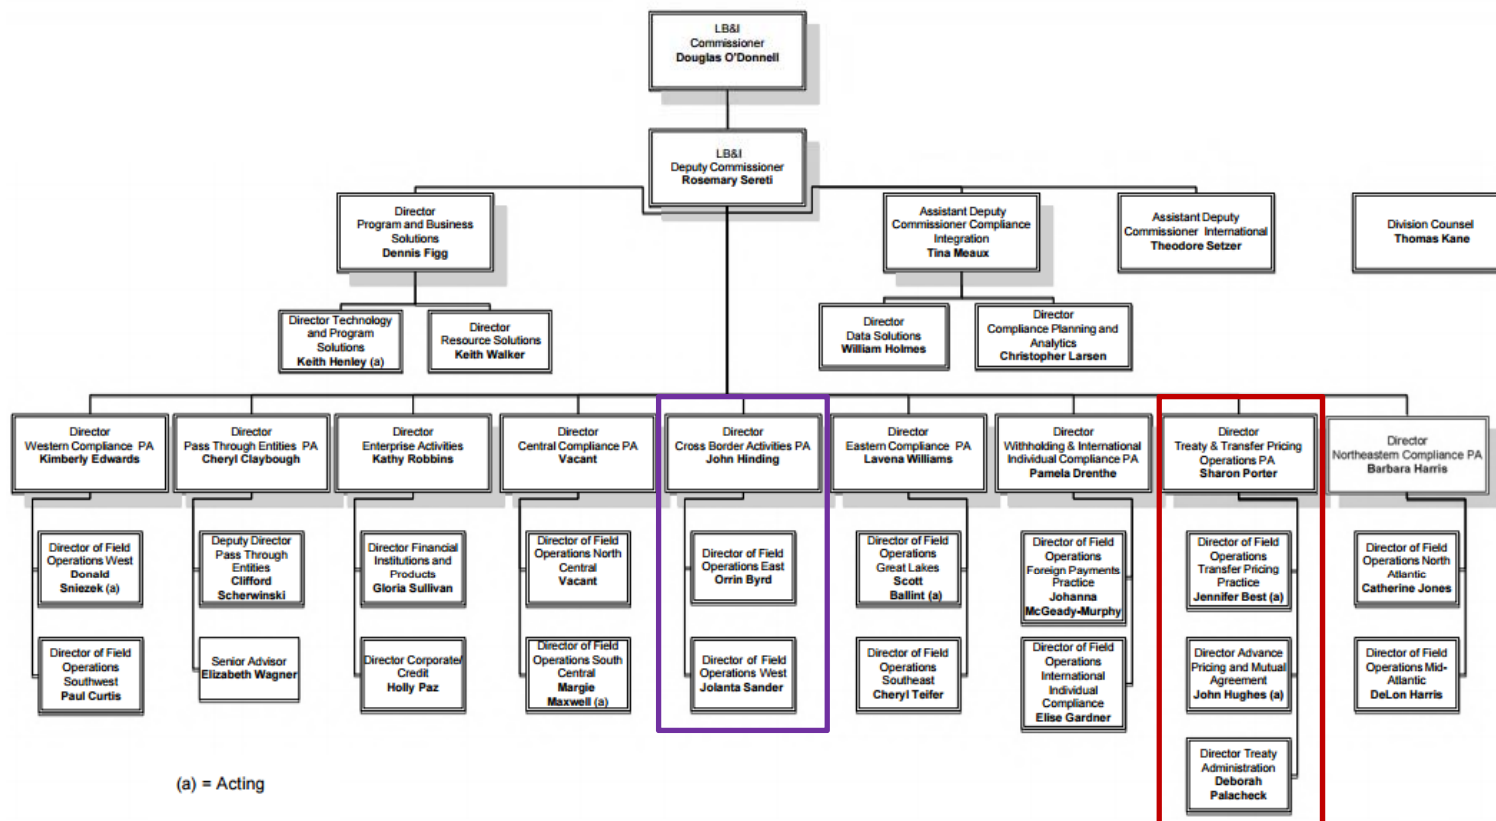 LB&I
Commissioner
Douglas O'Donnell
LB&I
Deputy Commissioner
Rosemary Sereti
Director
Program and Business
Solutions
Dennis Figg
Assistant Deputy
Commissioner Compliance
Integration
Tina Meaux
Assistant Deputy
Commissioner International
Theodore Setzer
Division Counsel
Thomas Kane
Director Technology
and Program
Solutions
Keith Henley (a)
Director
Resource Solutions
Keith Walker
Director
Data Solutions
William Holmes
Director
Compliance Planning and
Analytics
Christopher Larsen
Director
Western Compliance PA
Kimberly Edwards
Director
Pass Through Entities PA
Cheryl Claybough
Director
Enterprise Activities
Kathy Robbins
Director
Central Compliance PA
Vacant
Director
Cross Border Activities PA
John Hinding
Director
Eastern Compliance PA
Lavena Williams
Director
Withholding & International
Individual Compliance PA
Pamela Drenthe
Director
Treaty & Transfer Pricing
Operations PA
Sharon Porter
Director
Northeastern Compliance PA
Barbara Harris
Director of Field
Operations West
Donald
Sniezek (a)
Deputy Director
Pass Through
Entities
Clifford
Scherwinski
Director Financial
Institutions and
Products
Gloria Sullivan
Director of Field
Operations North
Central
Vacant
Director of Field
Operations East
Orrin Byrd
Director of Field
Operations
Great Lakes
Scott
Ballint (a)
Director of Field
Operations
Foreign Payments
Practice
Johanna
McGeady-Murphy
Director of Field
Operations
Transfer Pricing
Practice
Jennifer Best (a)
Director of Field
Operations North
Atlantic
Catherine Jones
Director of Field
Operations
Southwest
Paul Curtis
Senior Advisor
Elizabeth Wagner
Director Corporate/
Credit
Holly Paz
Director of Field
Operations South
Central
Margie
Maxwell (a)
Director of Field
Operations West
Jolanta Sander
Director of Field
Operations
Southeast
Cheryl Teifer
Director of Field
Operations
International
Individual
Compliance
Elise Gardner
Director Advance
Pricing and Mutual
Agreement
John Hughes (a)
Director of Field
Operations Mid-
Atlantic
DeLon Harris
Director Treaty
Administration
Deborah
Palacheck
(a) = Acting